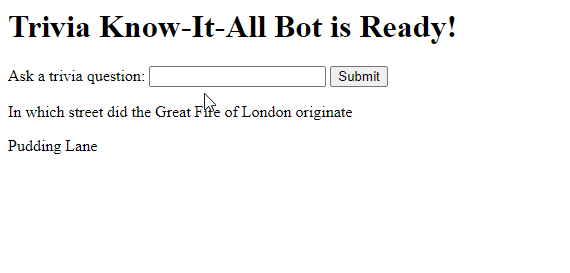 Trivia Know-It-All Bot is Ready!
Ask a trivia question: Submit
In which street did the Great Fire of London originate
Pudding Lane